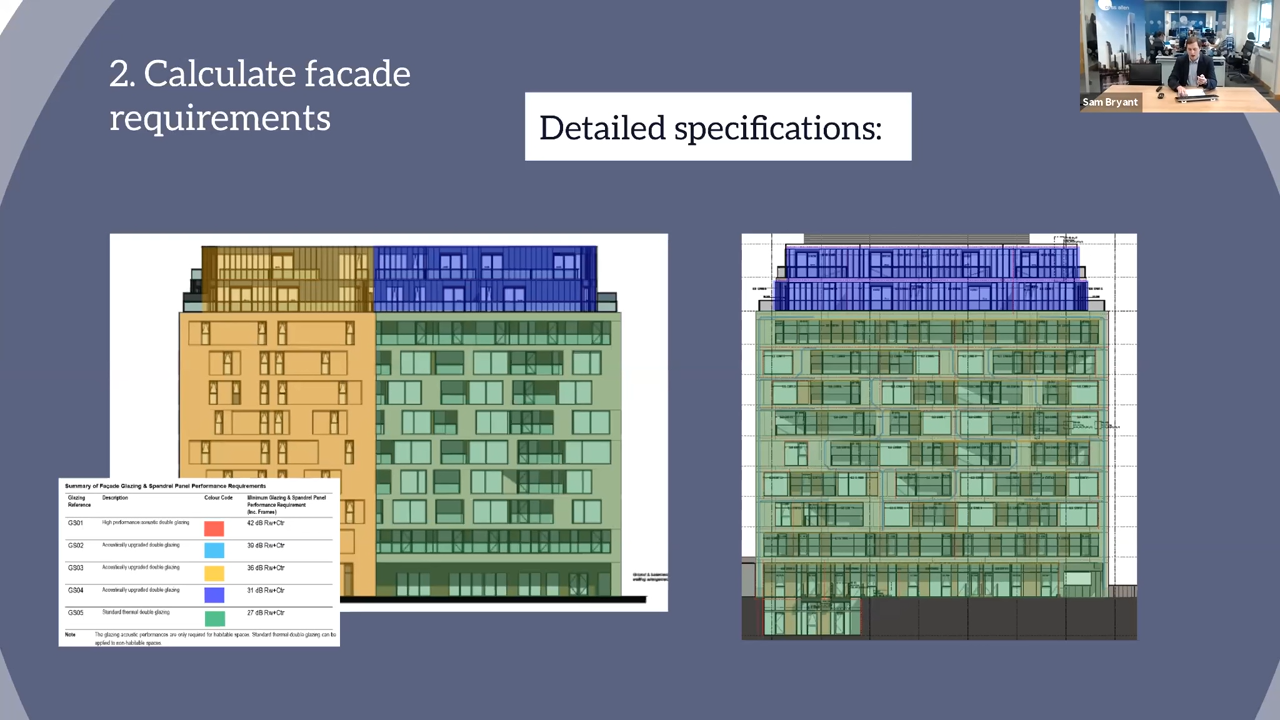 2. Calculate facade
requirements
Detailed specifications:
Sam Bryant
Summary of Façade Glazing & Spandrel Panel Performance Requirements
Glazing Reference
Description
Colour Code
Minimum Glazing & Spandrel Panel Performance Requirement (Inc. Frames)
GS01 High performance acoustic double glazing 42 dB Rw+Ctr
GS02 Acoustically upgraded double glazing 39 dB Rw+Ctr
GS03 Acoustically upgraded double glazing 36 dB Rw+Ctr
GS04 Acoustically upgraded double glazing 31 dB Rw+Ctr
GS05 Standard thermal double glazing 27 dB Rw+Ctr
Note The glazing acoustic performances are only required for habitable spaces. Standard thermal double glazing can be
applied to non-habitable spaces.